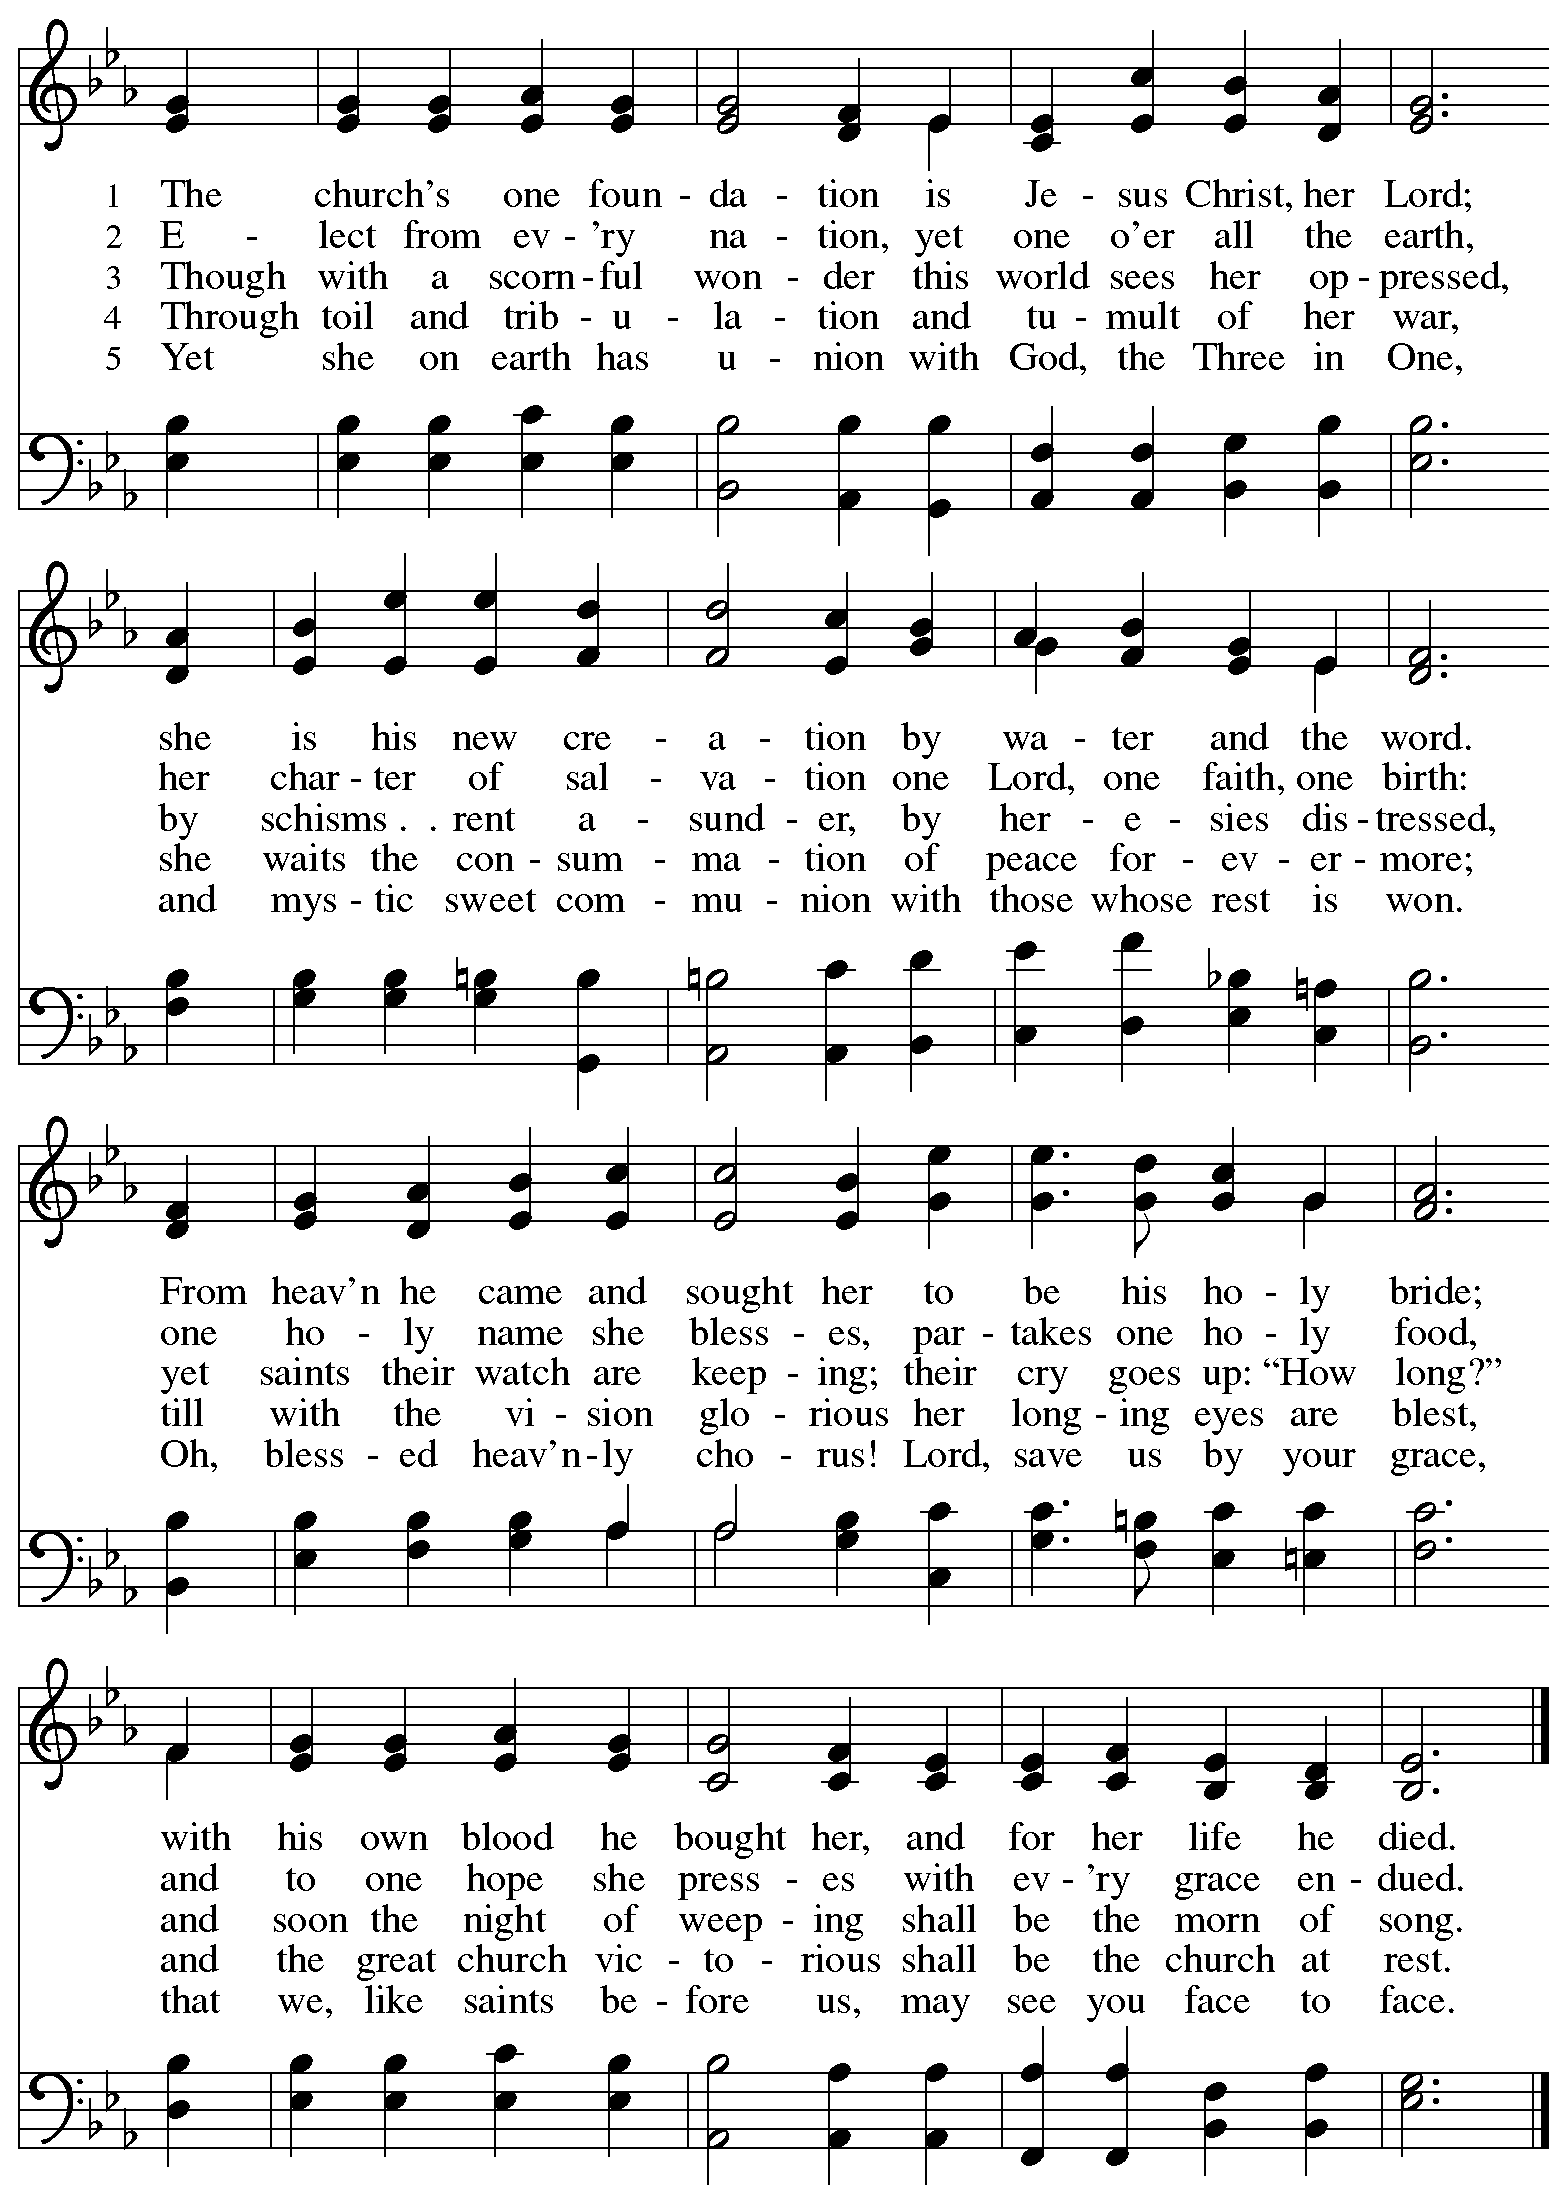 1 The church's one foun - da - tion is Je - sus Christ, her Lord;
2 E - lect from ev - 'ry na - tion, yet one o'er all the earth,
3 Though with a scorn - ful won - der this world sees her op - pressed,
4 Through toil and trib - u - la - tion and tu - mult of her war,
5 Yet she on earth has u - nion with God, the Three in One,
she is his new cre - a - tion by wa - ter and the word.
her char - ter of sal - va - tion one Lord, one faith, one birth:
by schisms . . rent a - sund - er, by her - e - sies dis - tressed,
she waits the con - sum - ma - tion of peace for - ev - er - more;
and mys - tic sweet com - mu - nion with those whose rest is won.
From heav'n he came and sought her to be his ho - ly bride;
one ho - ly name she bless - es, par - takes one ho - ly food,
yet saints their watch are keep - ing; their cry goes up: “How long?”
till with the vi - sion glo - rious her long - ing eyes are blest,
Oh, bless - ed heav'n - ly cho - rus! Lord, save us by your grace,
with his own blood he bought her, and for her life he died.
and to one hope she press - es with ev - 'ry grace en - dued.
and soon the night of weep - ing shall be the morn of song.
and the great church vic - to - rious shall be the church at rest.
that we, like saints be - fore us, may see you face to face.